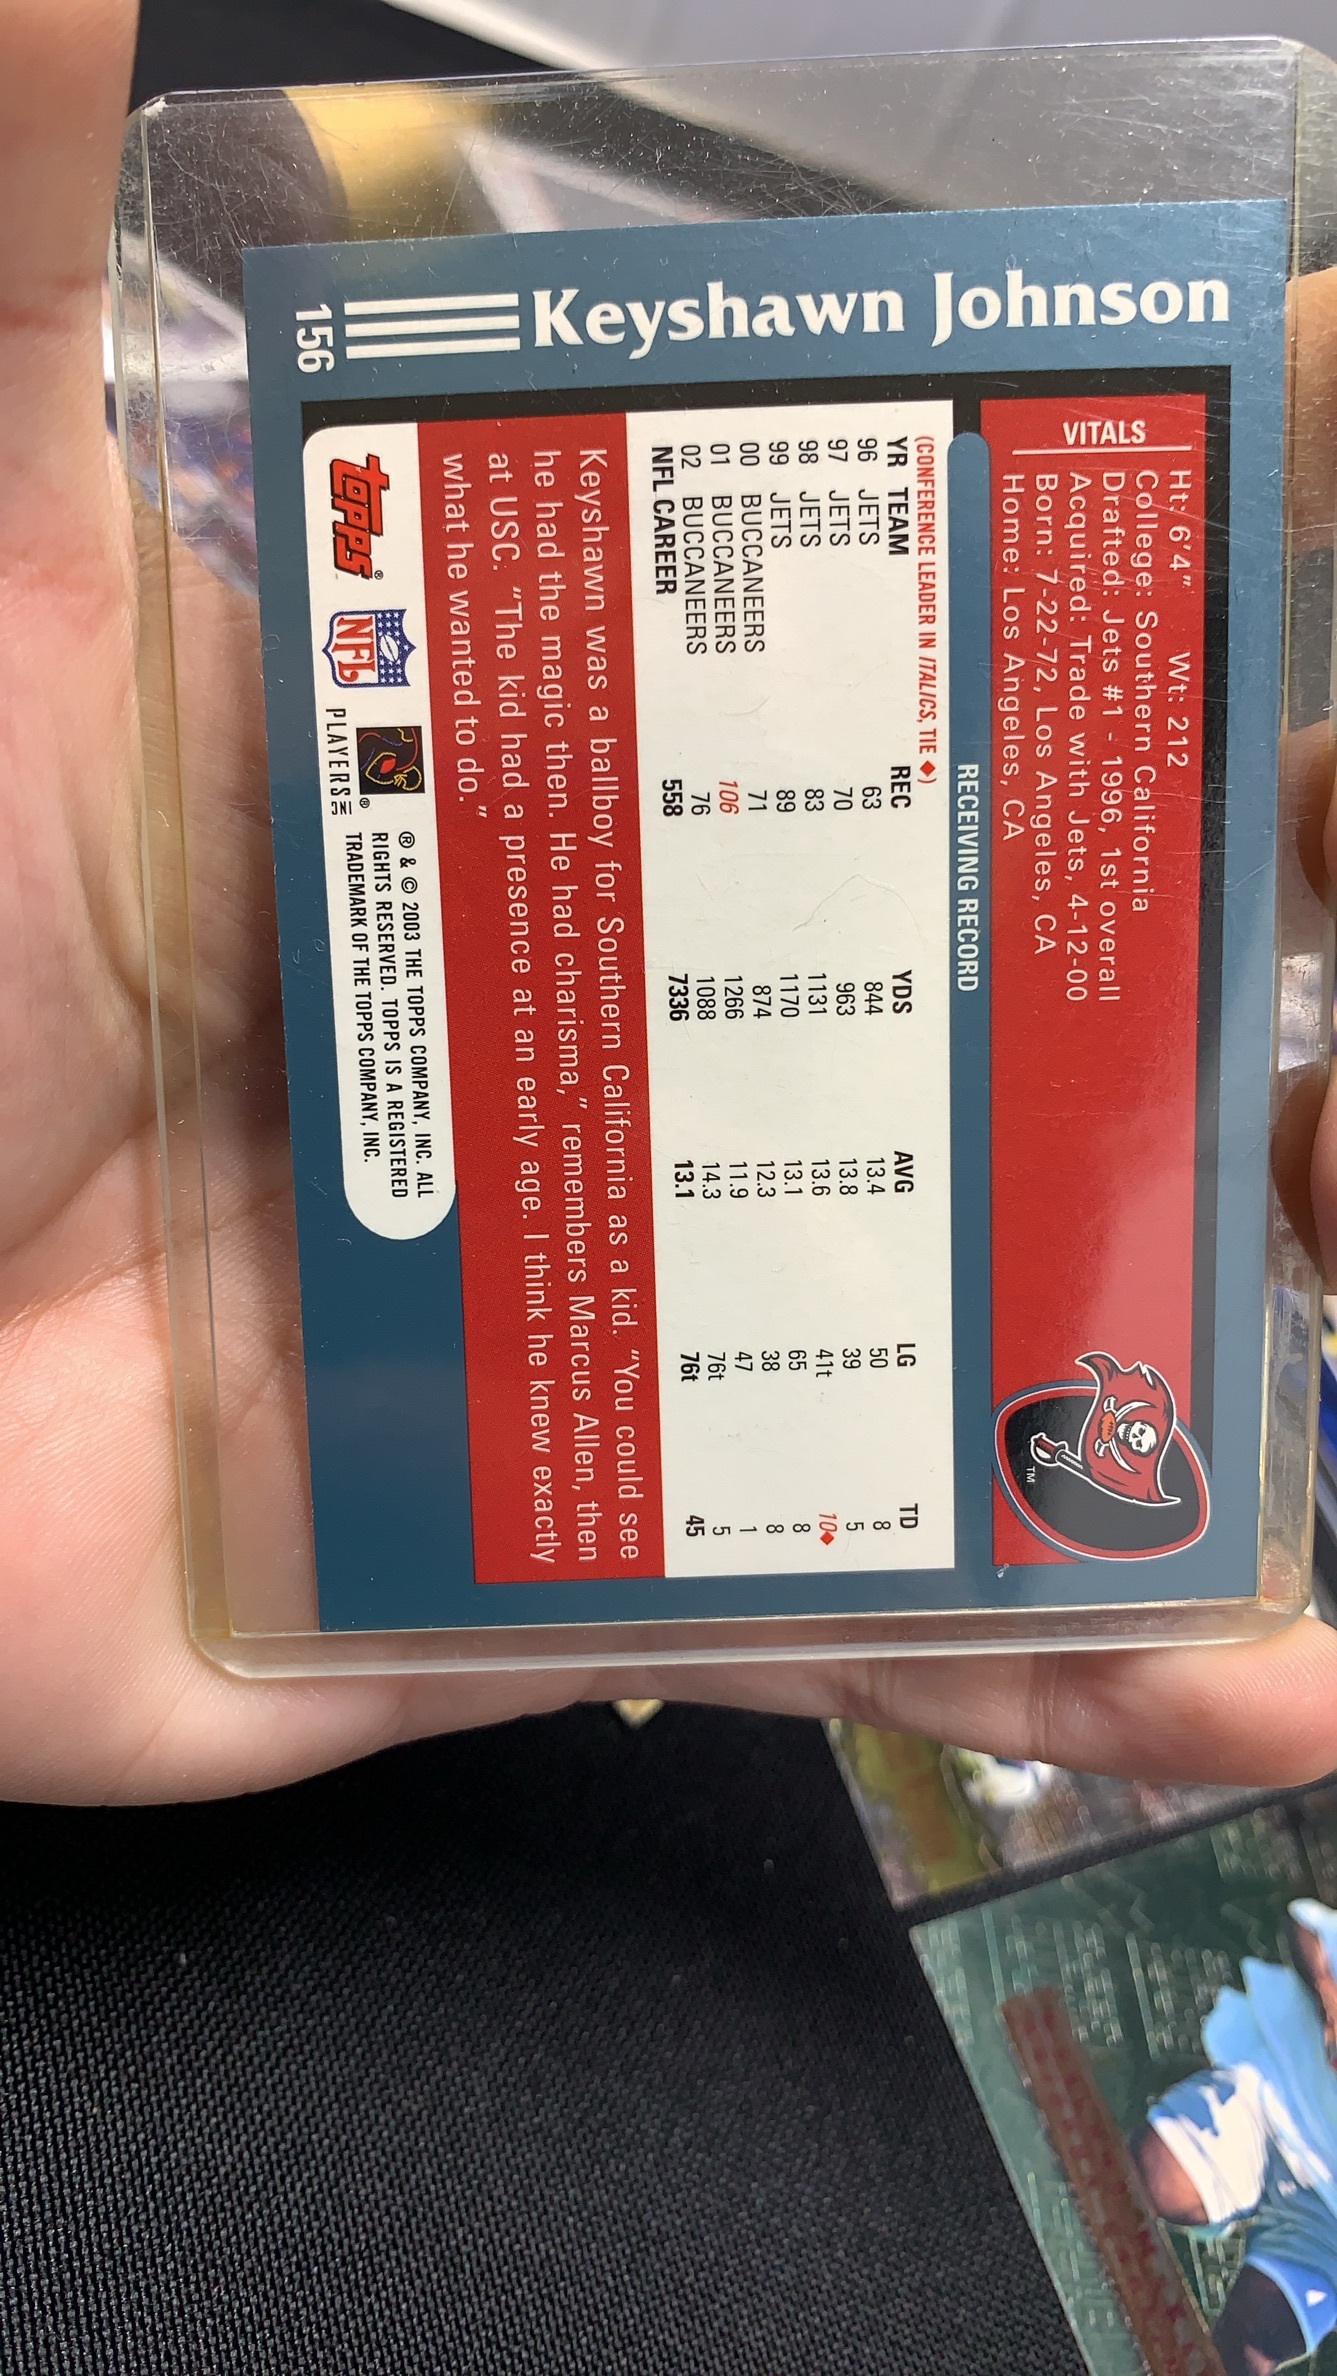 156
Keyshawn Johnson
VITALS
Ht: 6'4" Wt: 212
College: Southern California
Drafted: Jets #1 - 1996, 1st overall
Acquired: Trade with Jets, 4-12-00
Born: 7-22-72, Los Angeles, CA
Home: Los Angeles, CA
TM
RECEIVING RECORD
(CONFERENCE LEADER IN ITALICS, TIE ◆)
YR TEAM REC YDS AVG LG TD
96 JETS 63 844 13.4 50 8
97 JETS 70 963 13.8 39 5
98 JETS 83 1131 13.6 41t 10◆
99 JETS 89 1170 13.1 65 8
00 BUCCANEERS 71 874 12.3 38 8
01 BUCCANEERS 106 1266 11.9 47 1
02 BUCCANEERS 76 1088 14.3 76t 5
NFL CAREER 558 7336 13.1 76t 45
Keyshawn was a ballboy for Southern California as a kid. "You could see
he had the magic then. He had charisma," remembers Marcus Allen, then
at USC. "The kid had a presence at an early age. I think he knew exactly
what he wanted to do."
topps®
NFL
PLAYERS INC ®
® & © 2003 THE TOPPS COMPANY, INC. ALL
RIGHTS RESERVED. TOPPS IS A REGISTERED
TRADEMARK OF THE TOPPS COMPANY, INC.